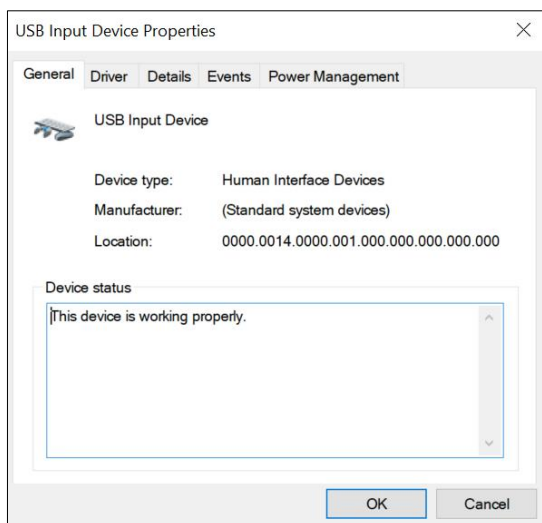 USB Input Device Properties
General Driver Details Events Power Management
USB Input Device
Device type: Human Interface Devices
Manufacturer: (Standard system devices)
Location: 0000.0014.0000.001.000.000.000.000.000
Device status
This device is working properly.
OK Cancel